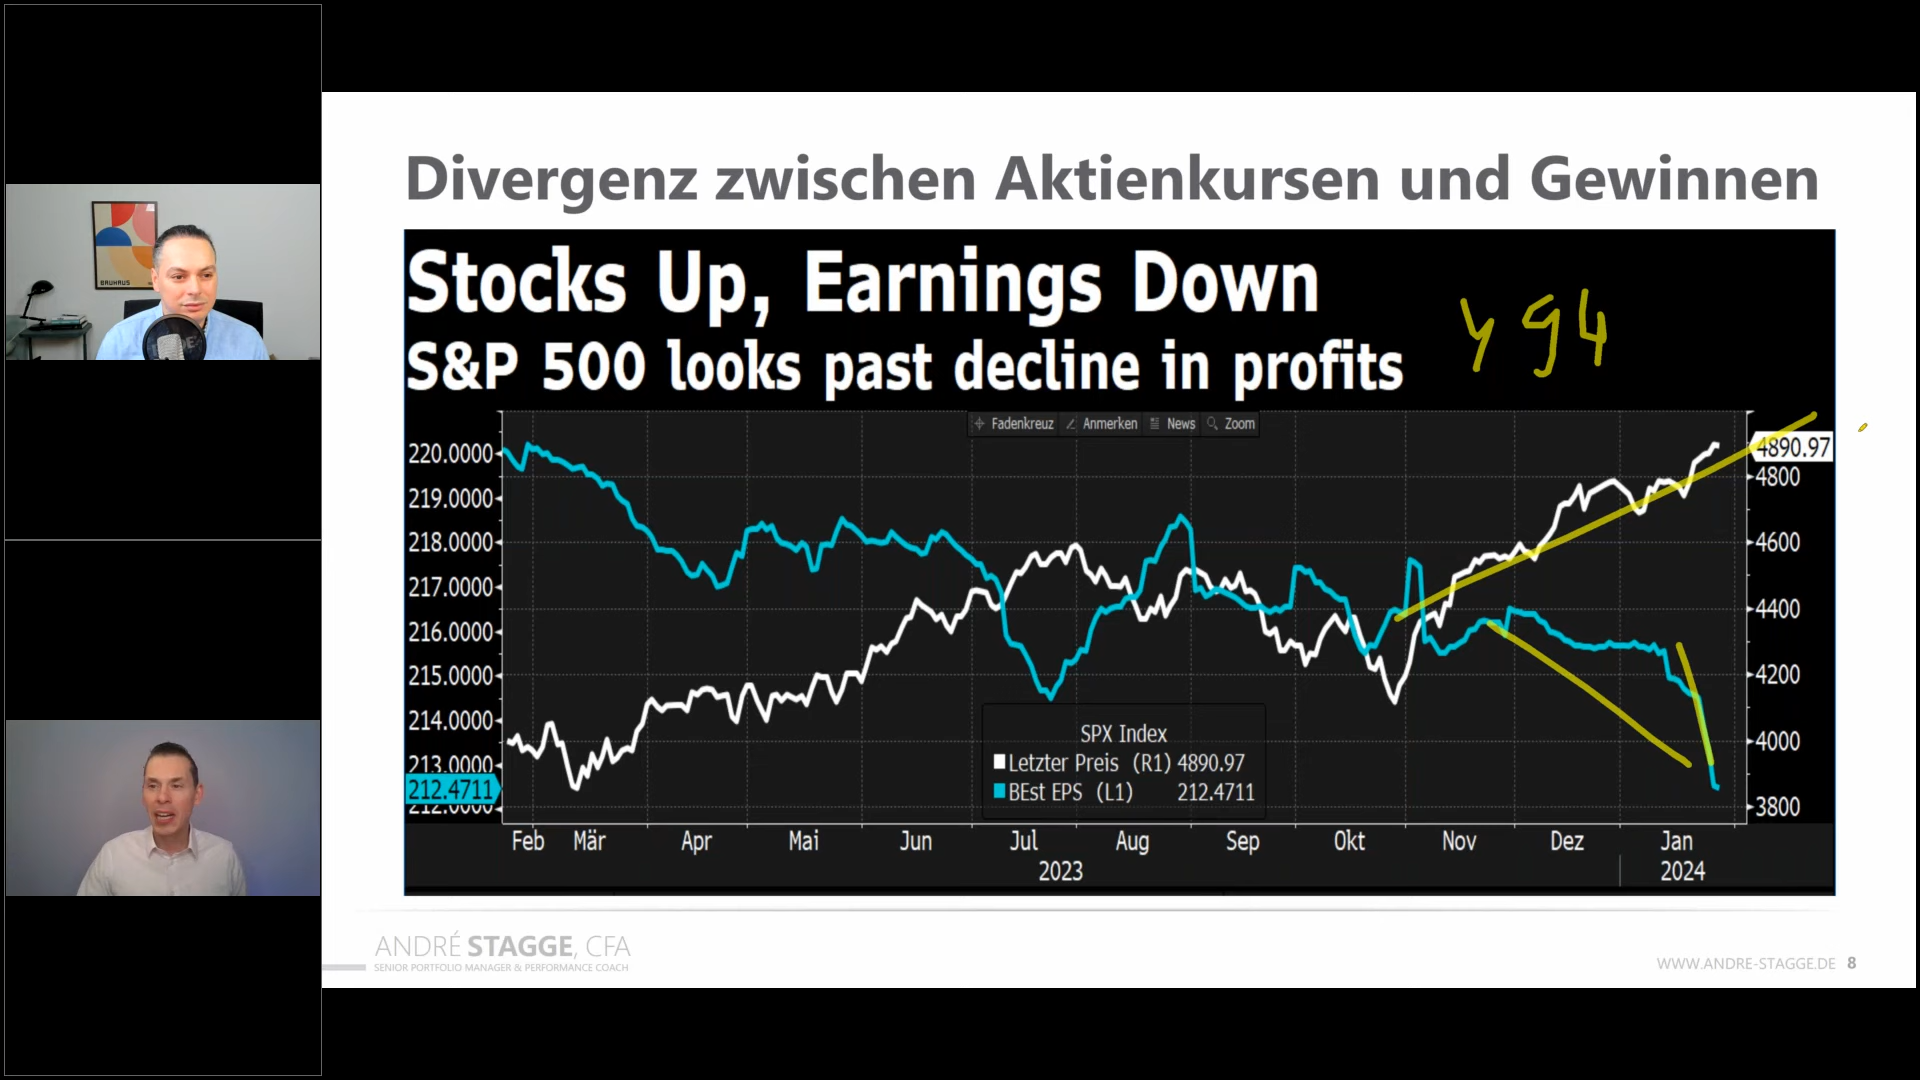 BAUHAUS
Divergenz zwischen Aktienkursen und Gewinnen
Stocks Up, Earnings Down
S&P 500 looks past decline in profits
494
Fadenkreuz Anmerken News Zoom
220.0000
219.0000
218.0000
217.0000
216.0000
215.0000
214.0000
213.0000
212.4711
212.0000
4890.97
4800
4600
4400
4200
4000
3800
SPX Index
Letzter Preis (R1) 4890.97
BEst EPS (L1) 212.4711
Feb Mär Apr Mai Jun Jul Aug Sep Okt Nov Dez Jan
2023 2024
ANDRÉ STAGGE, CFA
SENIOR PORTFOLIO MANAGER & PERFORMANCE COACH
WWW.ANDRE-STAGGE.DE 8